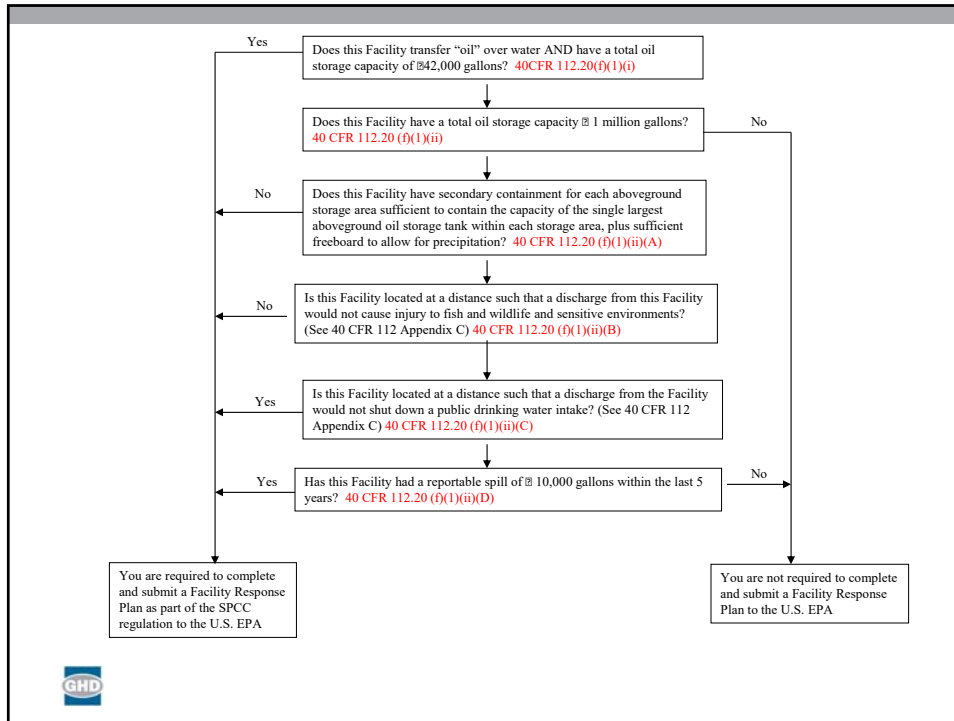 Yes
Does this Facility transfer “oil” over water AND have a total oil
storage capacity of 42,000 gallons? 40CFR 112.20(f)(1)(i)
Does this Facility have a total oil storage capacity 1 million gallons?
40 CFR 112.20 (f)(1)(ii)
No
No
Does this Facility have secondary containment for each aboveground
storage area sufficient to contain the capacity of the single largest
aboveground oil storage tank within each storage area, plus sufficient
freeboard to allow for precipitation? 40 CFR 112.20 (f)(1)(ii)(A)
No
Is this Facility located at a distance such that a discharge from this Facility
would not cause injury to fish and wildlife and sensitive environments?
(See 40 CFR 112 Appendix C) 40 CFR 112.20 (f)(1)(ii)(B)
Yes
Is this Facility located at a distance such that a discharge from the Facility
would not shut down a public drinking water intake? (See 40 CFR 112
Appendix C) 40 CFR 112.20 (f)(1)(ii)(C)
Yes
Has this Facility had a reportable spill of 10,000 gallons within the last 5
years? 40 CFR 112.20 (f)(1)(ii)(D)
No
You are required to complete
and submit a Facility Response
Plan as part of the SPCC
regulation to the U.S. EPA
You are not required to complete
and submit a Facility Response
Plan to the U.S. EPA
GHD